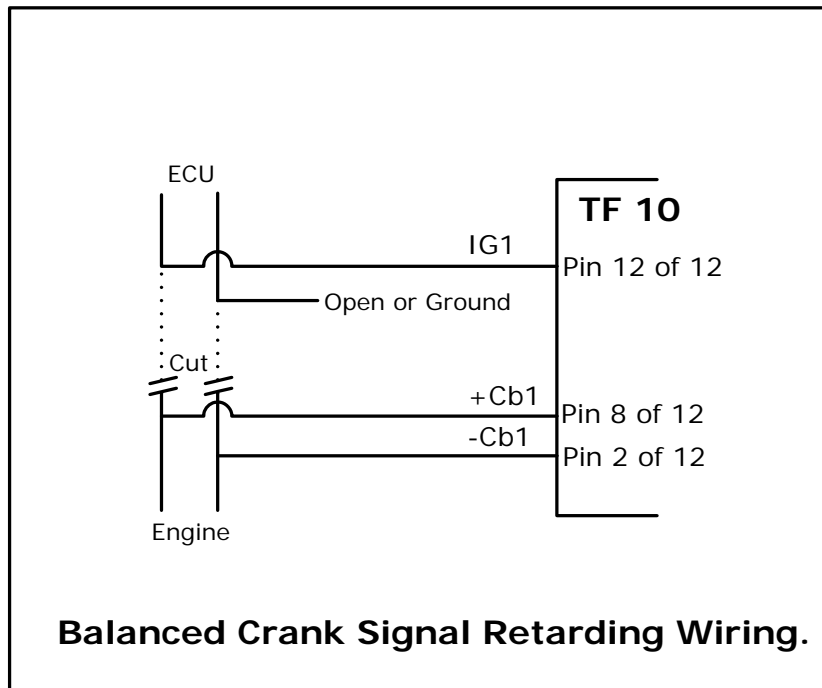 ECU
TF 10
IG1
Pin 12 of 12
Open or Ground
Cut
+Cb1
Pin 8 of 12
-Cb1
Pin 2 of 12
Engine
Balanced Crank Signal Retarding Wiring.